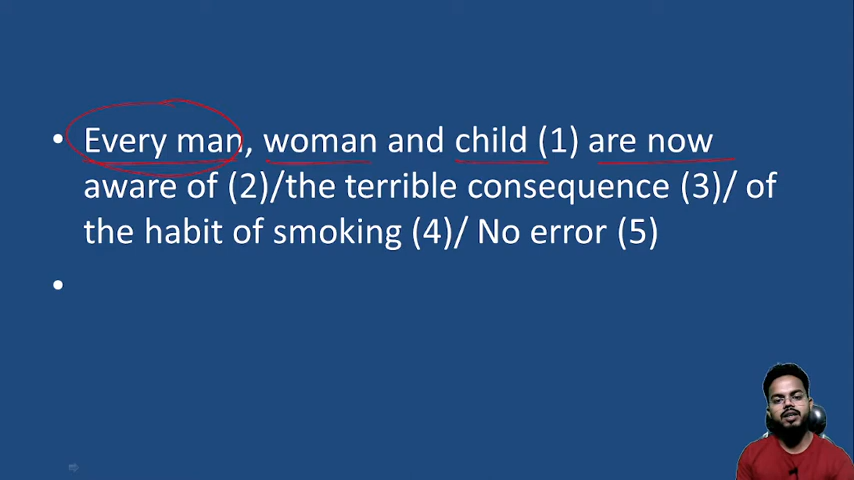 • Every man, woman and child (1) are now
aware of (2)/the terrible consequence (3)/ of
the habit of smoking (4)/ No error (5)
•